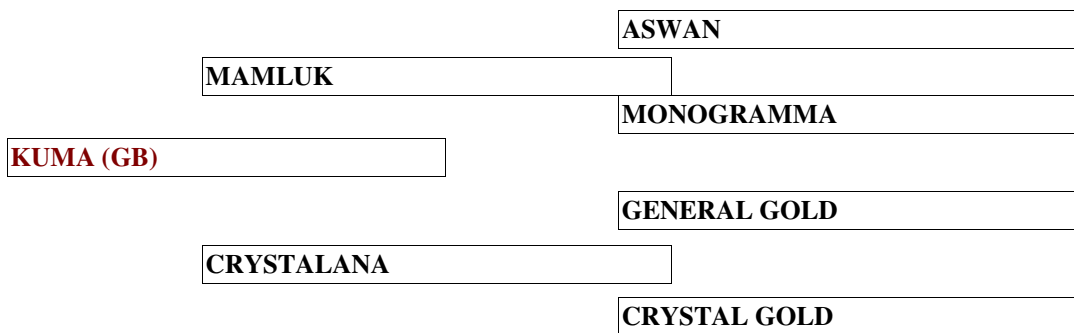 ASWAN
MAMLUK
MONOGRAMMA
KUMA (GB)
GENERAL GOLD
CRYSTALANA
CRYSTAL GOLD